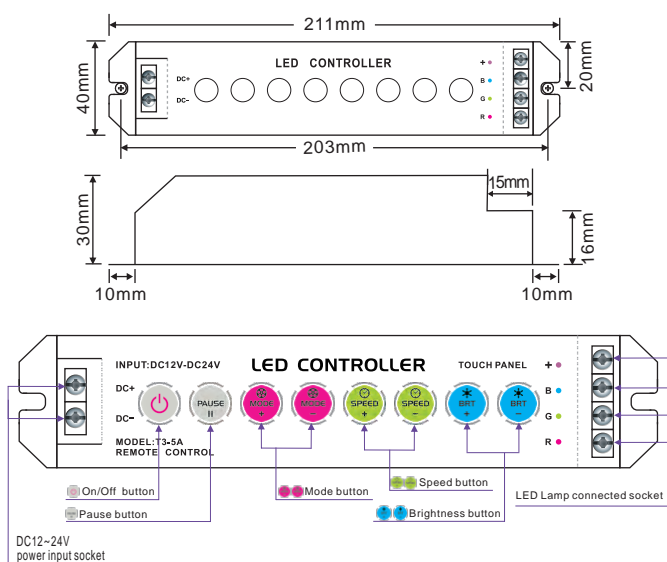 211mm
40mm
LED CONTROLLER
DC+
DC-
+
B
G
R
20mm
203mm
30mm
15mm
16mm
10mm
10mm
INPUT:DC12V-DC24V
LED CONTROLLER
TOUCH PANEL
DC+
DC-
PAUSE
MODE
+
MODE
-
SPEED
+
SPEED
-
BRT
+
BRT
-
+
B
G
R
MODEL:T3-5A
REMOTE CONTROL
On/Off button
Pause button
Mode button
Speed button
Brightness button
LED Lamp connected socket
DC12~24V
power input socket